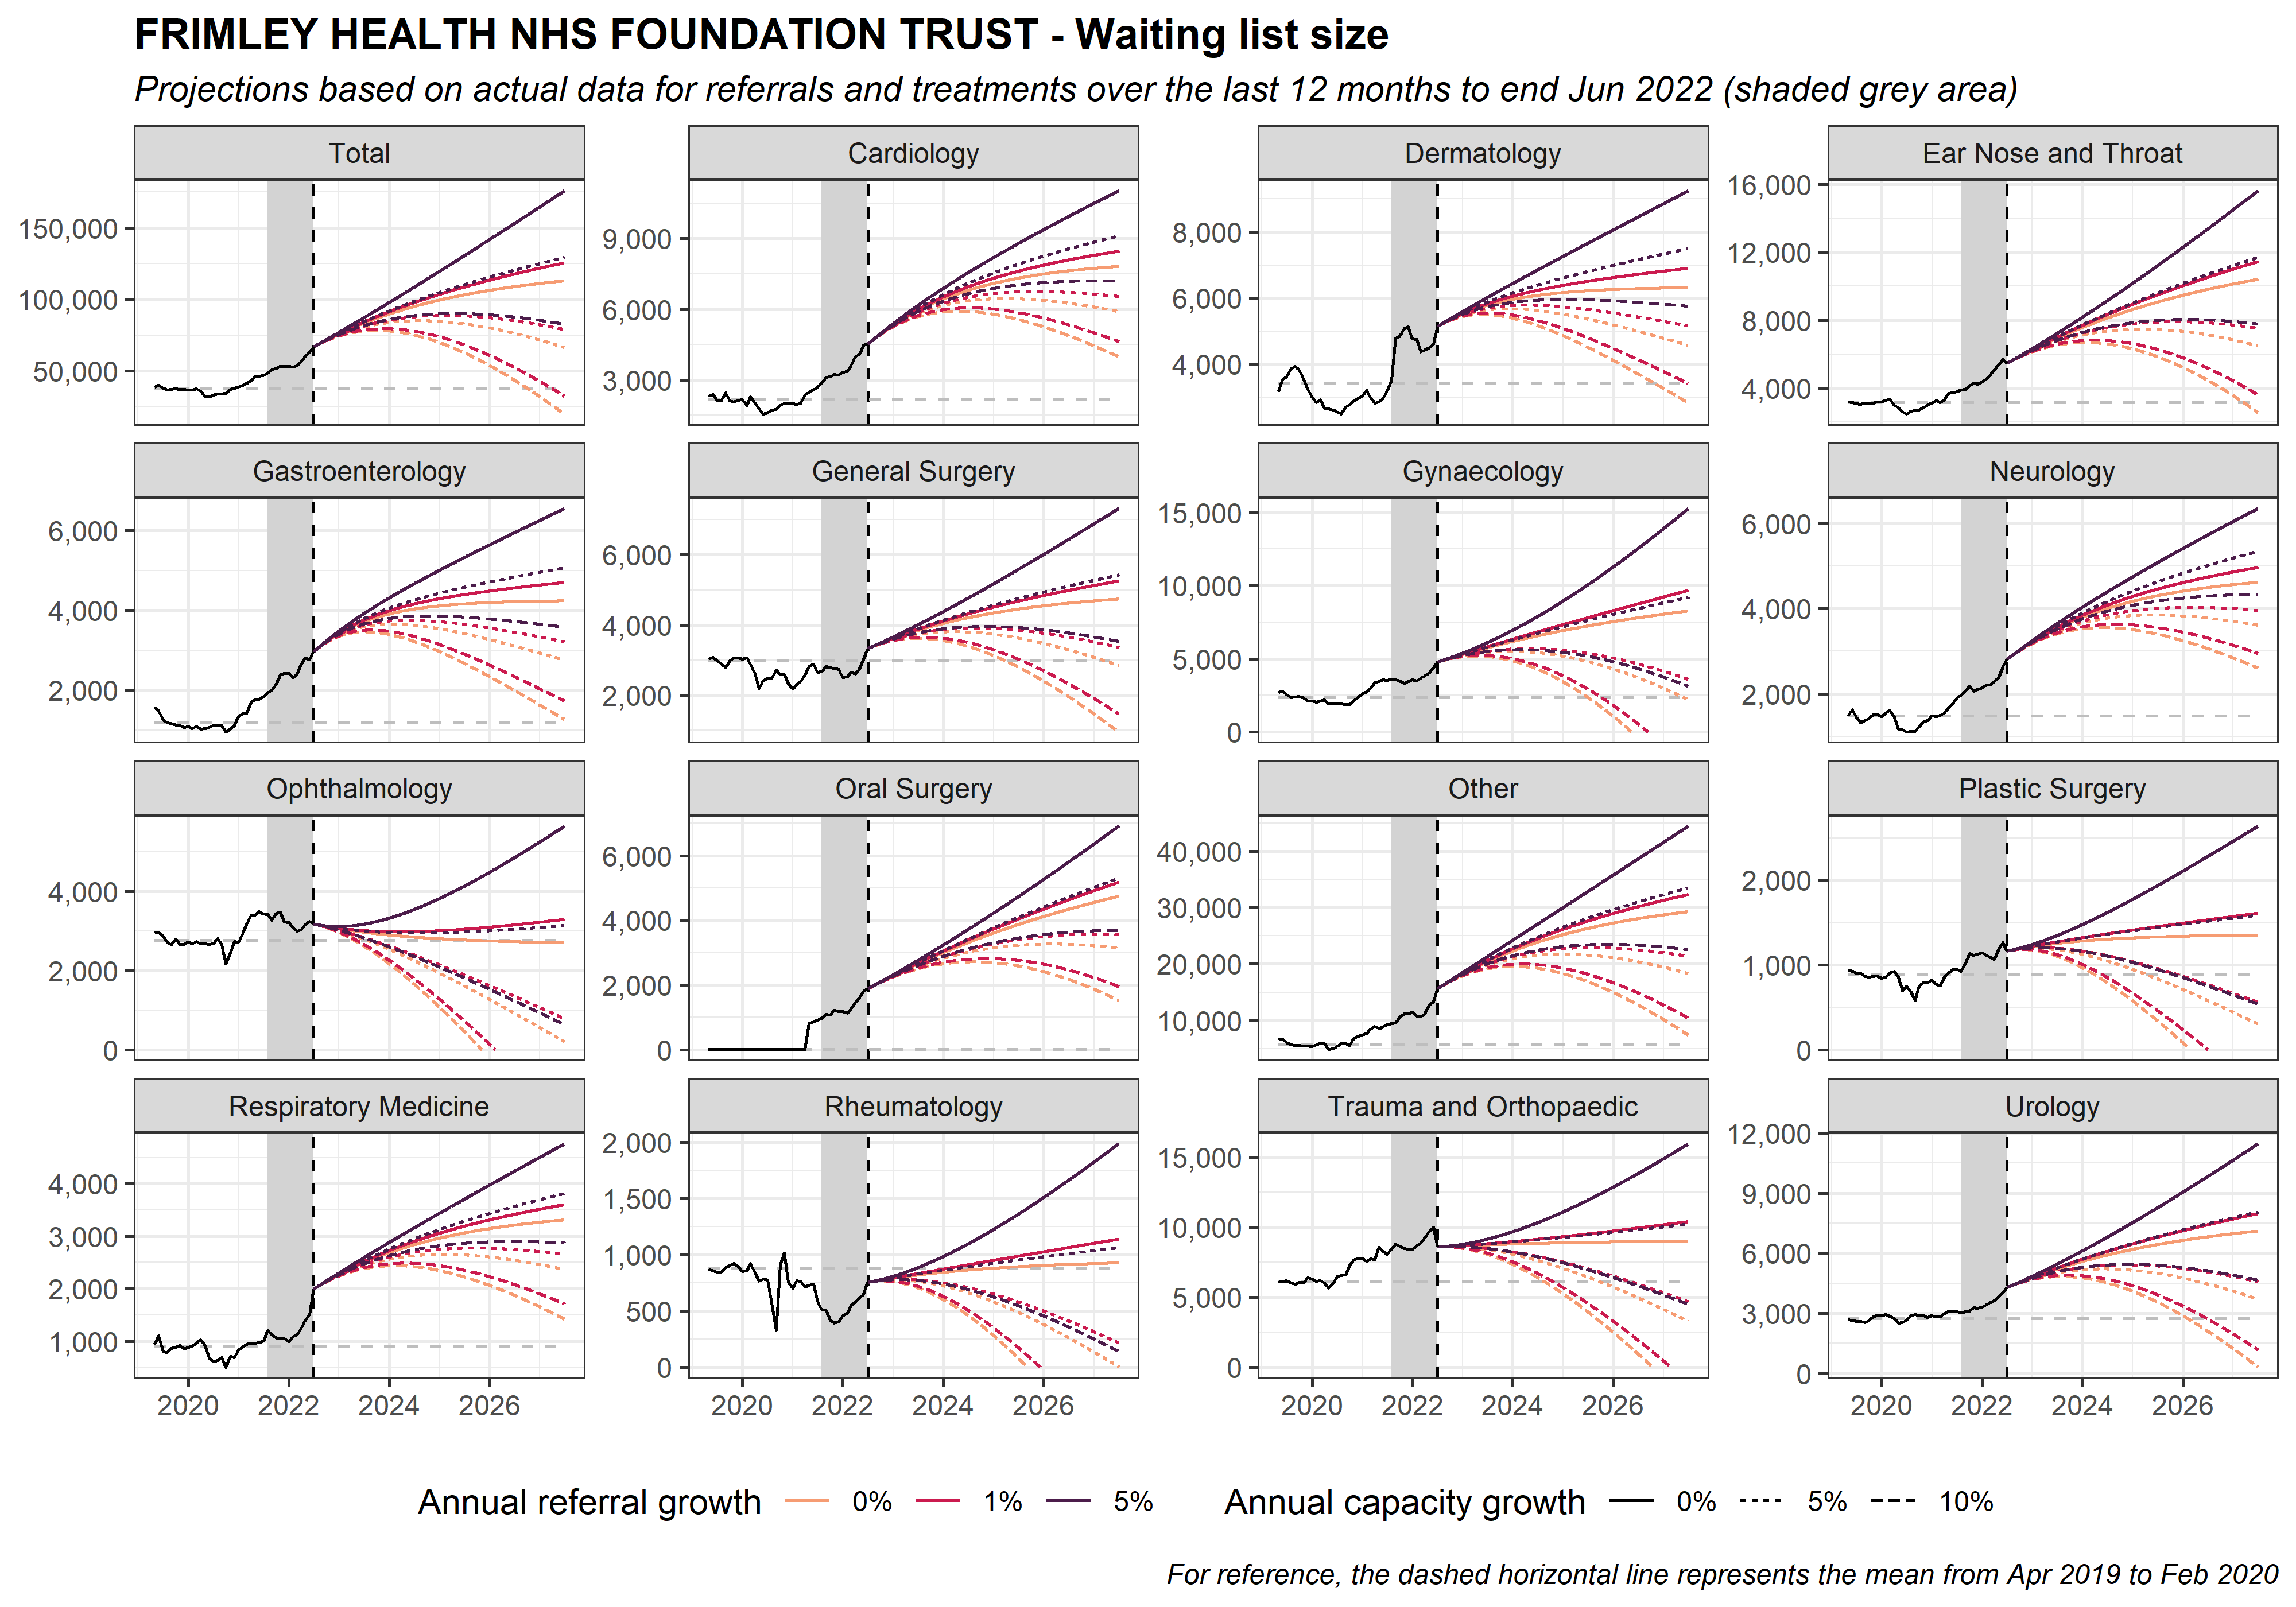 FRIMLEY HEALTH NHS FOUNDATION TRUST - Waiting list size
Projections based on actual data for referrals and treatments over the last 12 months to end Jun 2022 (shaded grey area)
Total
Cardiology
Dermatology
Ear Nose and Throat
150,000
100,000
50,000
9,000
6,000
3,000
8,000
6,000
4,000
16,000
12,000
8,000
4,000
Gastroenterology
General Surgery
Gynaecology
Neurology
6,000
4,000
2,000
6,000
4,000
2,000
15,000
10,000
5,000
0
6,000
4,000
2,000
Ophthalmology
Oral Surgery
Other
Plastic Surgery
4,000
2,000
0
6,000
4,000
2,000
0
40,000
30,000
20,000
10,000
2,000
1,000
0
Respiratory Medicine
Rheumatology
Trauma and Orthopaedic
Urology
4,000
3,000
2,000
1,000
2,000
1,500
1,000
500
0
15,000
10,000
5,000
0
12,000
9,000
6,000
3,000
0
2020 2022 2024 2026
2020 2022 2024 2026
2020 2022 2024 2026
2020 2022 2024 2026
Annual referral growth 0% 1% 5% Annual capacity growth 0% 5% 10%
For reference, the dashed horizontal line represents the mean from Apr 2019 to Feb 2020